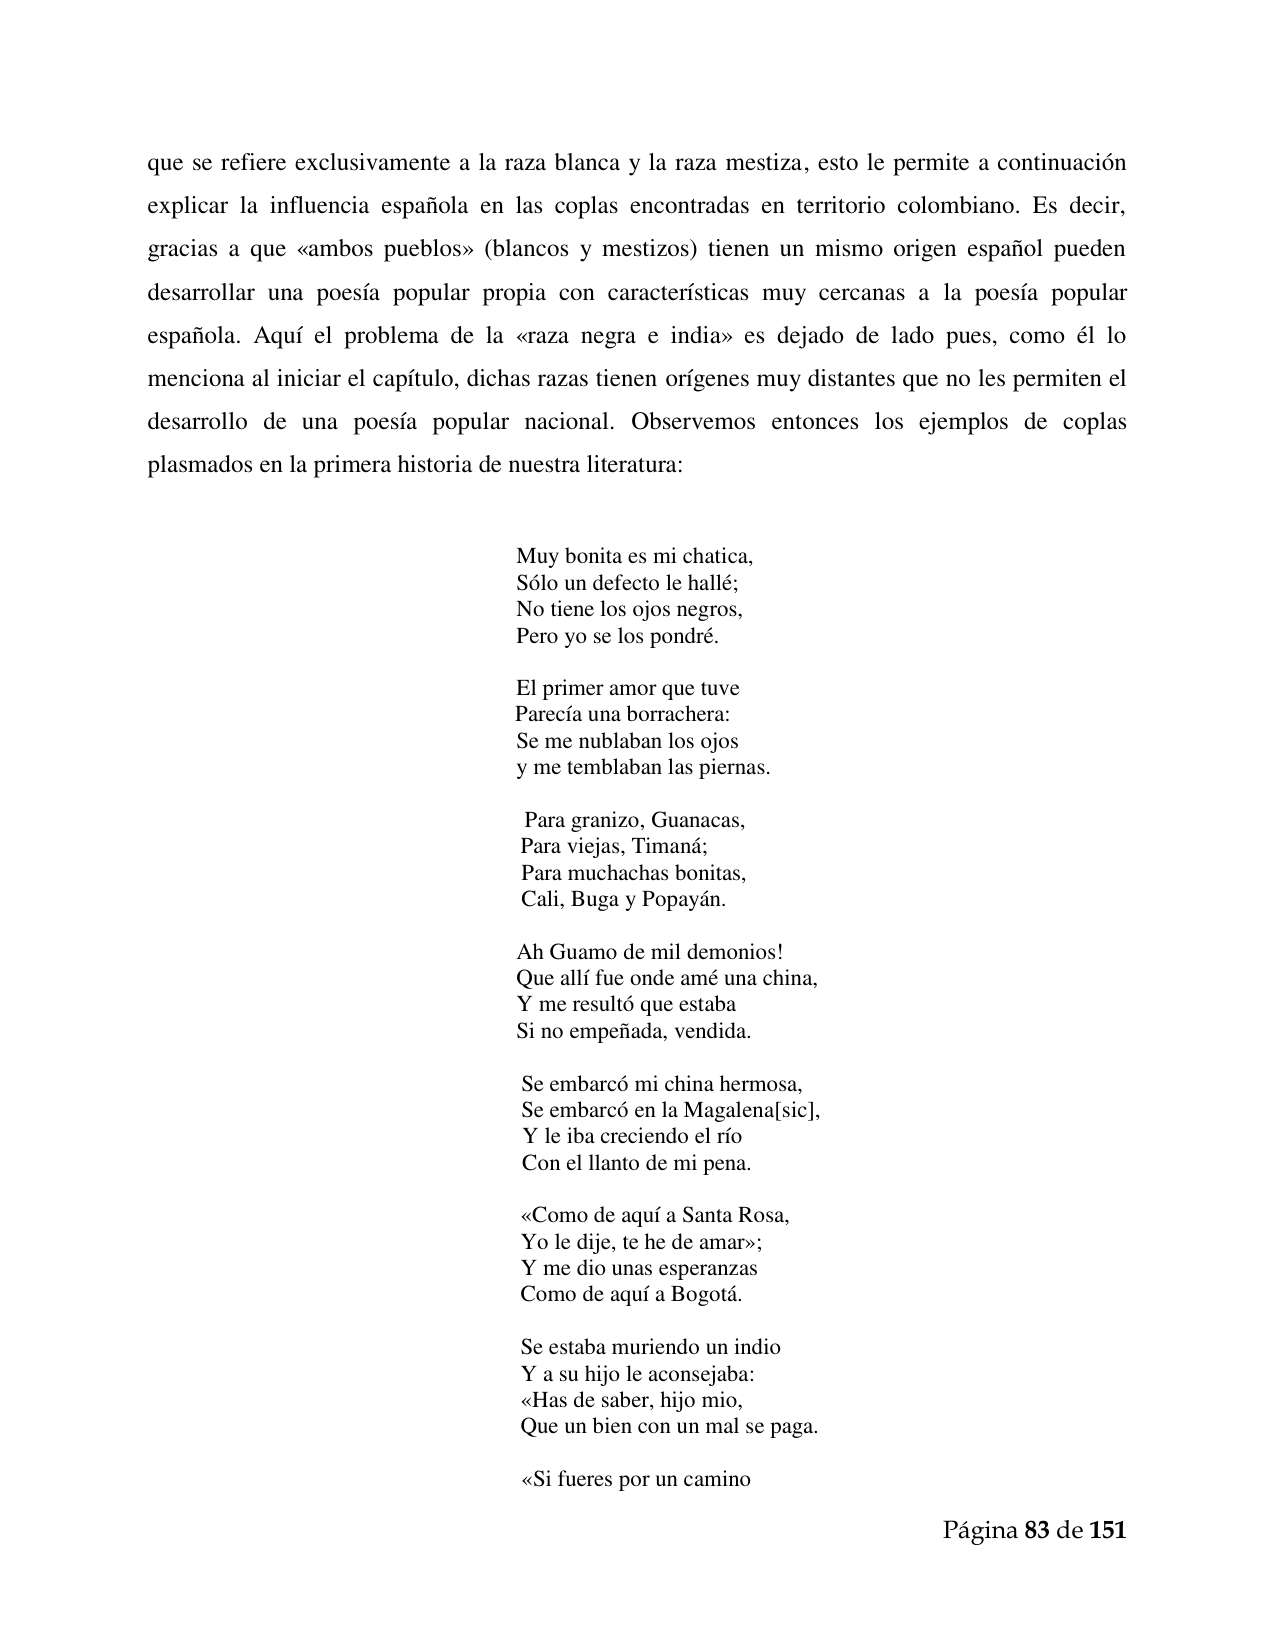 que se refiere exclusivamente a la raza blanca y la raza mestiza, esto le permite a continuación
explicar la influencia española en las coplas encontradas en territorio colombiano. Es decir,
gracias a que «ambos pueblos» (blancos y mestizos) tienen un mismo origen español pueden
desarrollar una poesía popular propia con características muy cercanas a la poesía popular
española. Aquí el problema de la «raza negra e india» es dejado de lado pues, como él lo
menciona al iniciar el capítulo, dichas razas tienen orígenes muy distantes que no les permiten el
desarrollo de una poesía popular nacional. Observemos entonces los ejemplos de coplas
plasmados en la primera historia de nuestra literatura:
Muy bonita es mi chatica,
Sólo un defecto le hallé;
No tiene los ojos negros,
Pero yo se los pondré.
El primer amor que tuve
Parecía una borrachera:
Se me nublaban los ojos
y me temblaban las piernas.
Para granizo, Guanacas,
Para viejas, Timaná;
Para muchachas bonitas,
Cali, Buga y Popayán.
Ah Guamo de mil demonios!
Que allí fue onde amé una china,
Y me resultó que estaba
Si no empeñada, vendida.
Se embarcó mi china hermosa,
Se embarcó en la Magalena[sic],
Y le iba creciendo el río
Con el llanto de mi pena.
«Como de aquí a Santa Rosa,
Yo le dije, te he de amar»;
Y me dio unas esperanzas
Como de aquí a Bogotá.
Se estaba muriendo un indio
Y a su hijo le aconsejaba:
«Has de saber, hijo mio,
Que un bien con un mal se paga.
«Si fueres por un camino
Página 83 de 151